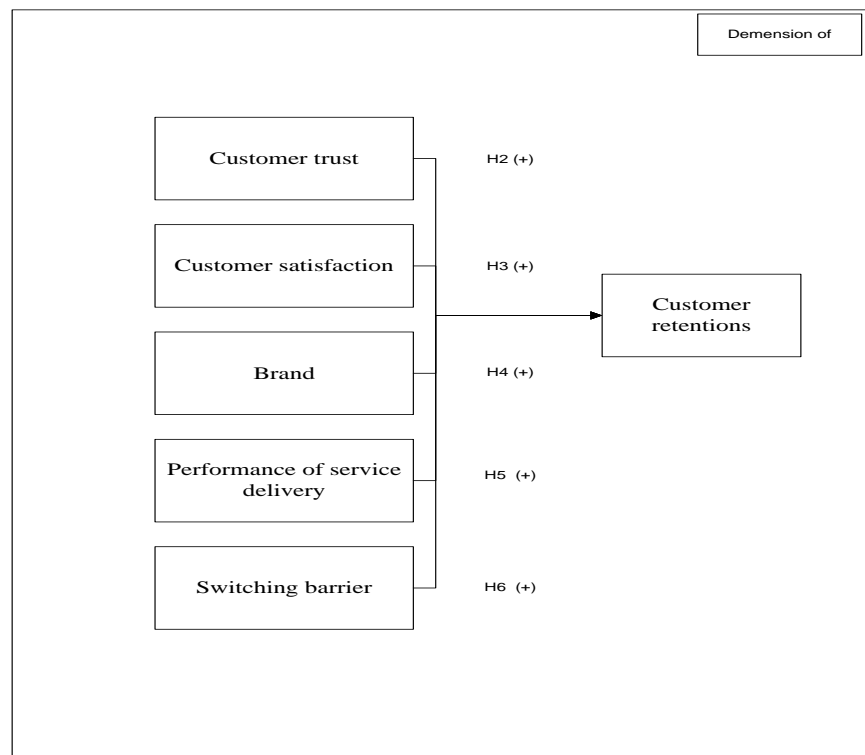 Demension of
Customer trust
H2 (+)
Customer satisfaction
H3 (+)
Customer
retentions
Brand
H4 (+)
Performance of service
delivery
H5 (+)
Switching barrier
H6 (+)